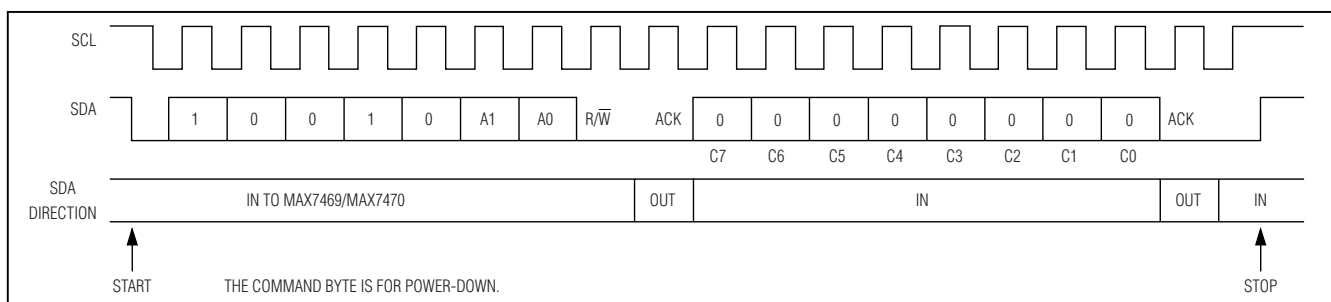 SCL
SDA 1 0 0 1 0 A1 A0 R/W̅ ACK 0 0 0 0 0 0 0 0 ACK
C7 C6 C5 C4 C3 C2 C1 C0
SDA
DIRECTION
IN TO MAX7469/MAX7470 OUT IN OUT IN
START THE COMMAND BYTE IS FOR POWER-DOWN. STOP